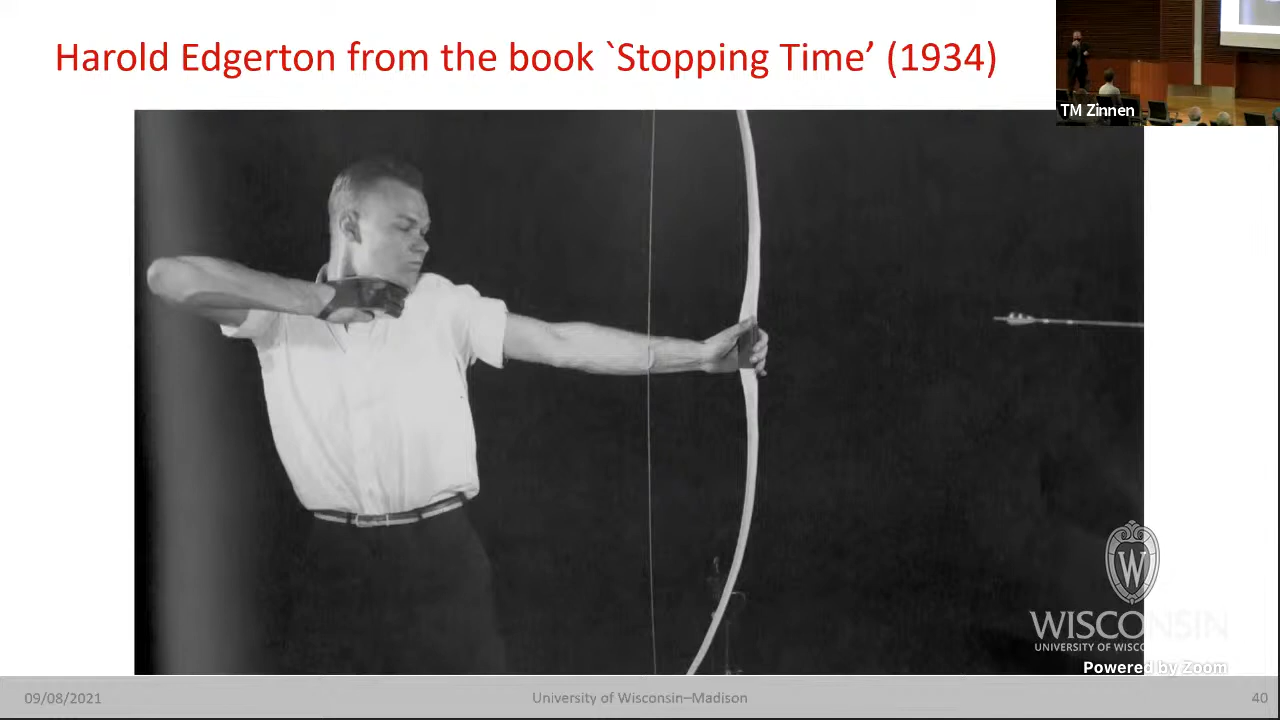 Harold Edgerton from the book `Stopping Time’ (1934)
TM Zinnen
W
WISCONSIN
UNIVERSITY OF WISCO
Powered by Zoom
09/08/2021
University of Wisconsin–Madison
40